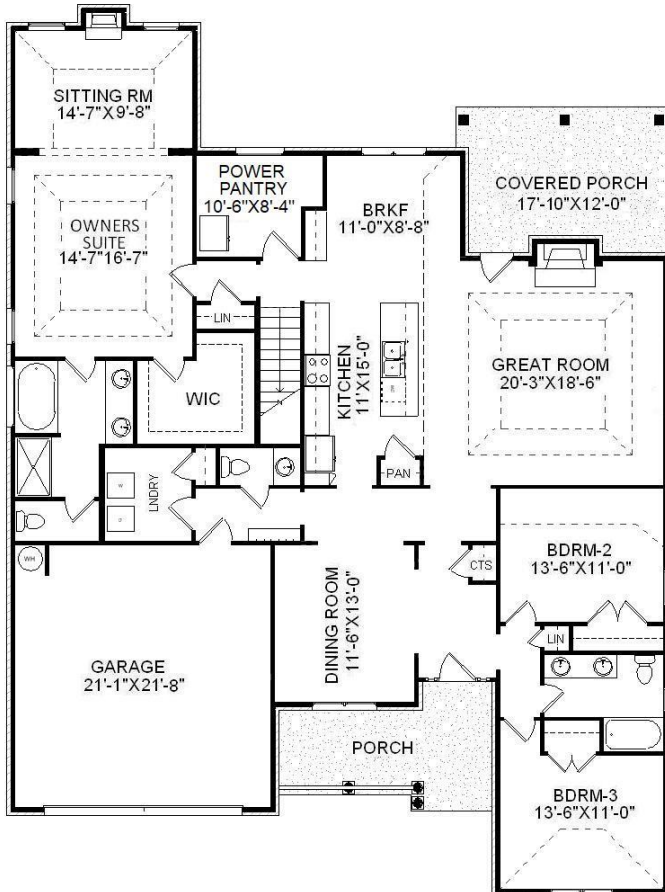 SITTING RM
14'-7"X9'-8"
POWER
PANTRY
10'-6"X8'-4"
BRKF
11'-0"X8'-8"
COVERED PORCH
17'-10"X12'-0"
OWNERS
SUITE
14'-7"16'-7"
LIN
WIC
KITCHEN
11'X15'-0"
GREAT ROOM
20'-3"X18'-6"
PAN
LNDRY
WH
CTS
BDRM-2
13'-6"X11'-0"
DINING ROOM
11'-6"X13'-0"
LIN
GARAGE
21'-1"X21'-8"
PORCH
BDRM-3
13'-6"X11'-0"